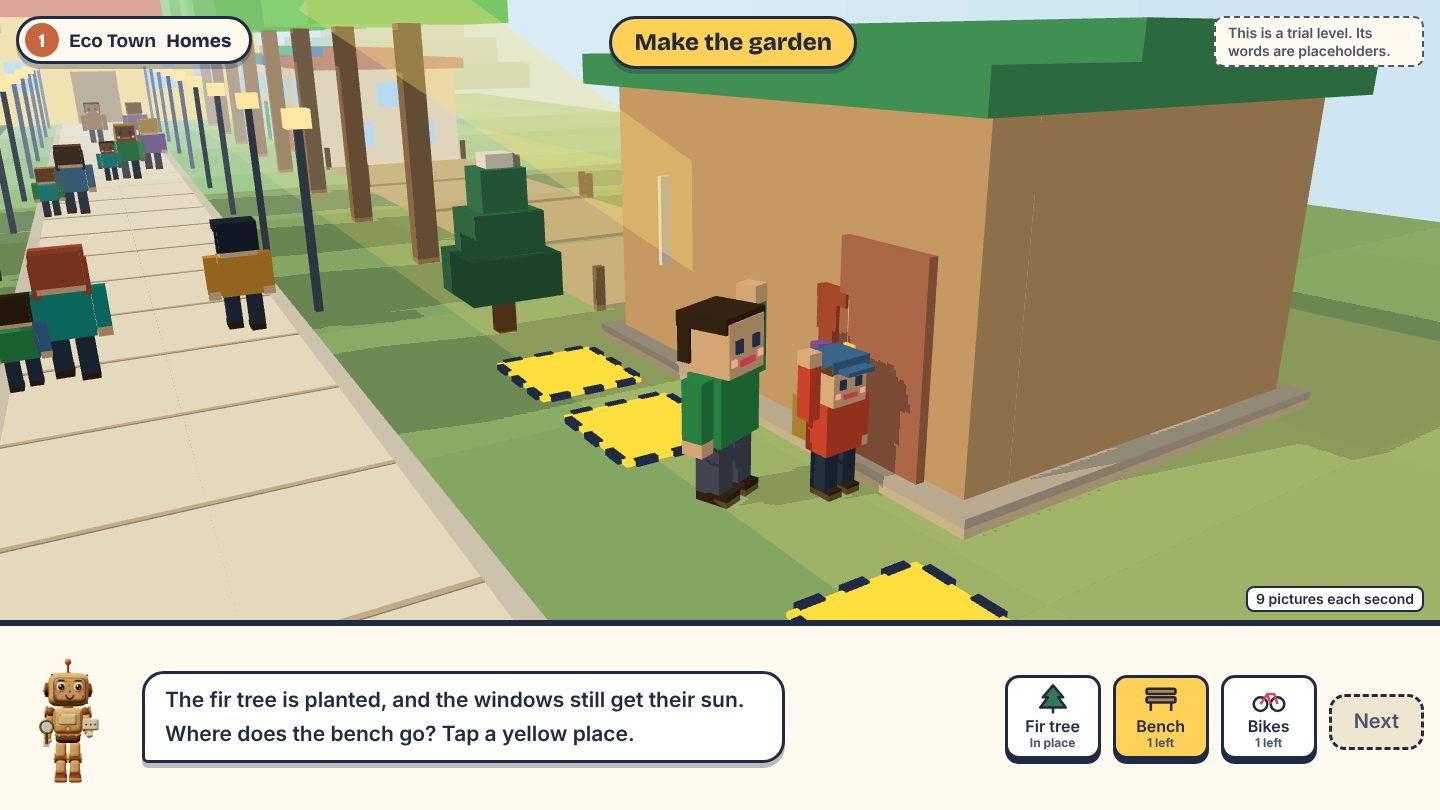 1 Eco Town Homes
Make the garden
This is a trial level. Its
words are placeholders.
9 pictures each second
The fir tree is planted, and the windows still get their sun.
Where does the bench go? Tap a yellow place.
Fir tree
In place
Bench
1 left
Bikes
1 left
Next